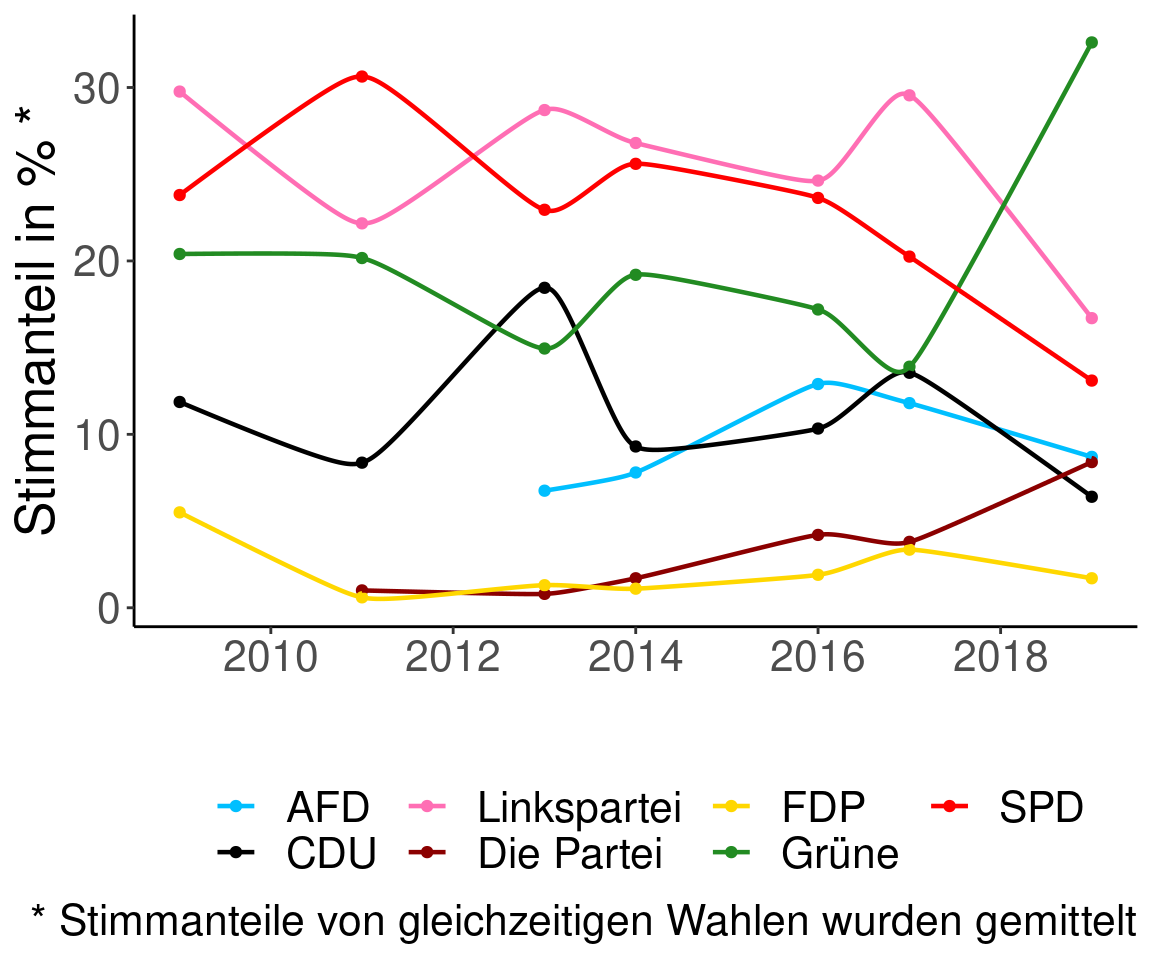 Stimmanteil in % *
30
20
10
0
2010 2012 2014 2016 2018
AFD Linkspartei FDP SPD
CDU Die Partei Grüne
* Stimmanteile von gleichzeitigen Wahlen wurden gemittelt